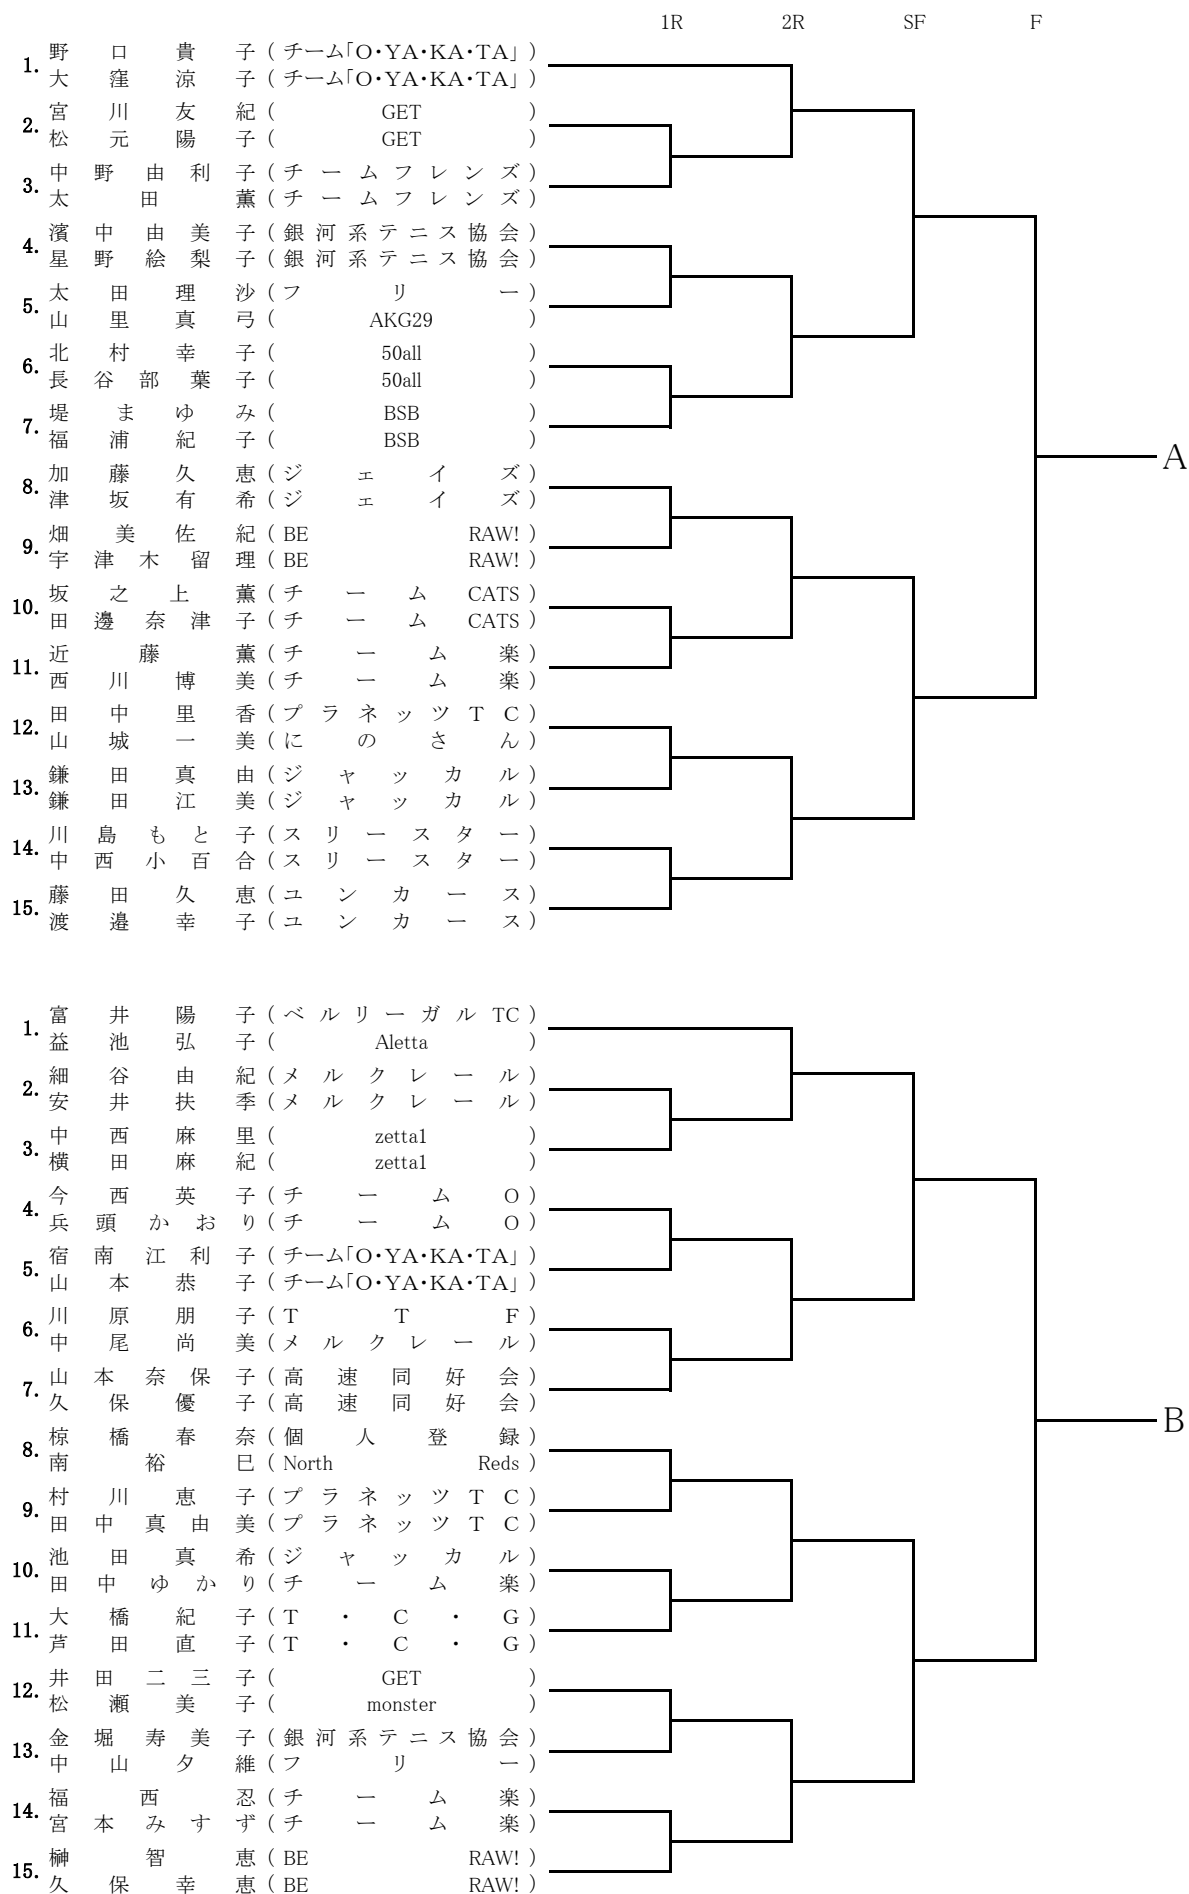 1R 2R SF F
1. 野口貴子(チーム「O・YA・KA・TA」)
大窪涼子(チーム「O・YA・KA・TA」)
2. 宮川友紀(GET)
松元陽子(GET)
3. 中野由利子(チームフレンズ)
太田薫(チームフレンズ)
4. 濱中由美子(銀河系テニス協会)
星野絵梨子(銀河系テニス協会)
5. 太田理沙(フリー)
山里真弓(AKG29)
6. 北村幸子(50all)
長谷部葉子(50all)
7. 堤まゆみ(BSB)
福浦紀子(BSB)
A
8. 加藤久恵(ジェイズ)
津坂有希(ジェイズ)
9. 畑美佐紀(BE RAW!)
宇津木留理(BE RAW!)
10. 坂之上薫(チームCATS)
田邊奈津子(チームCATS)
11. 近藤薫(チーム楽)
西川博美(チーム楽)
12. 田中里香(プラネッツTC)
山城一美(にのさん)
13. 鎌田真由(ジャッカル)
鎌田江美(ジャッカル)
14. 川島もと子(スリースター)
中西小百合(スリースター)
15. 藤田久恵(ユンカース)
渡邉幸子(ユンカース)
1. 富井陽子(ベルリーガルTC)
益池弘子(Aletta)
2. 細谷由紀(メルクレール)
安井扶季(メルクレール)
3. 中西麻里(zetta1)
横田麻紀(zetta1)
4. 今西英子(チームO)
兵頭かおり(チームO)
5. 宿南江利子(チーム「O・YA・KA・TA」)
山本恭子(チーム「O・YA・KA・TA」)
6. 川原朋子(TTF)
中尾尚美(メルクレール)
7. 山本奈保子(高速同好会)
久保優子(高速同好会)
B
8. 椋橋春奈(個人登録)
南裕巳(North Reds)
9. 村川恵子(プラネッツTC)
田中真由美(プラネッツTC)
10. 池田真希(ジャッカル)
田中ゆかり(チーム楽)
11. 大橋紀子(T・C・G)
芦田直子(T・C・G)
12. 井田二三子(GET)
松瀬美子(monster)
13. 金堀寿美子(銀河系テニス協会)
中山夕維(フリー)
14. 福西忍(チーム楽)
宮本みすず(チーム楽)
15. 榊智恵(BE RAW!)
久保幸恵(BE RAW!)